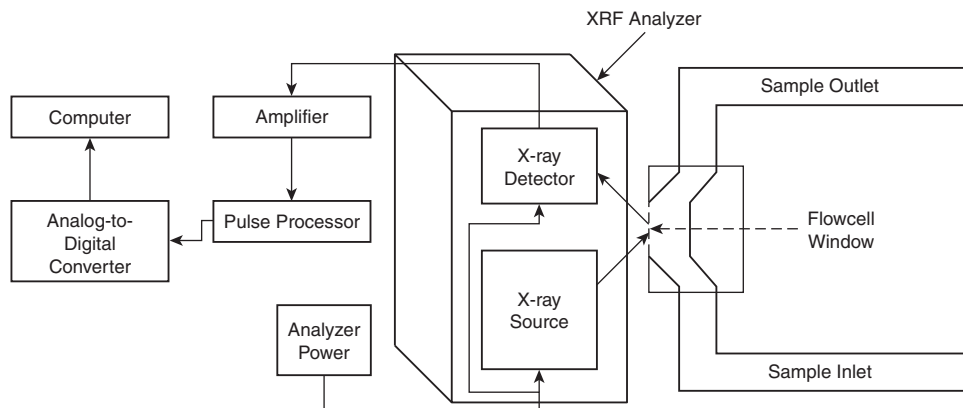 XRF Analyzer
Sample Outlet
Computer
Amplifier
X-ray
Detector
Analog-to-
Digital
Converter
Pulse Processor
Flowcell
Window
X-ray
Source
Analyzer
Power
Sample Inlet